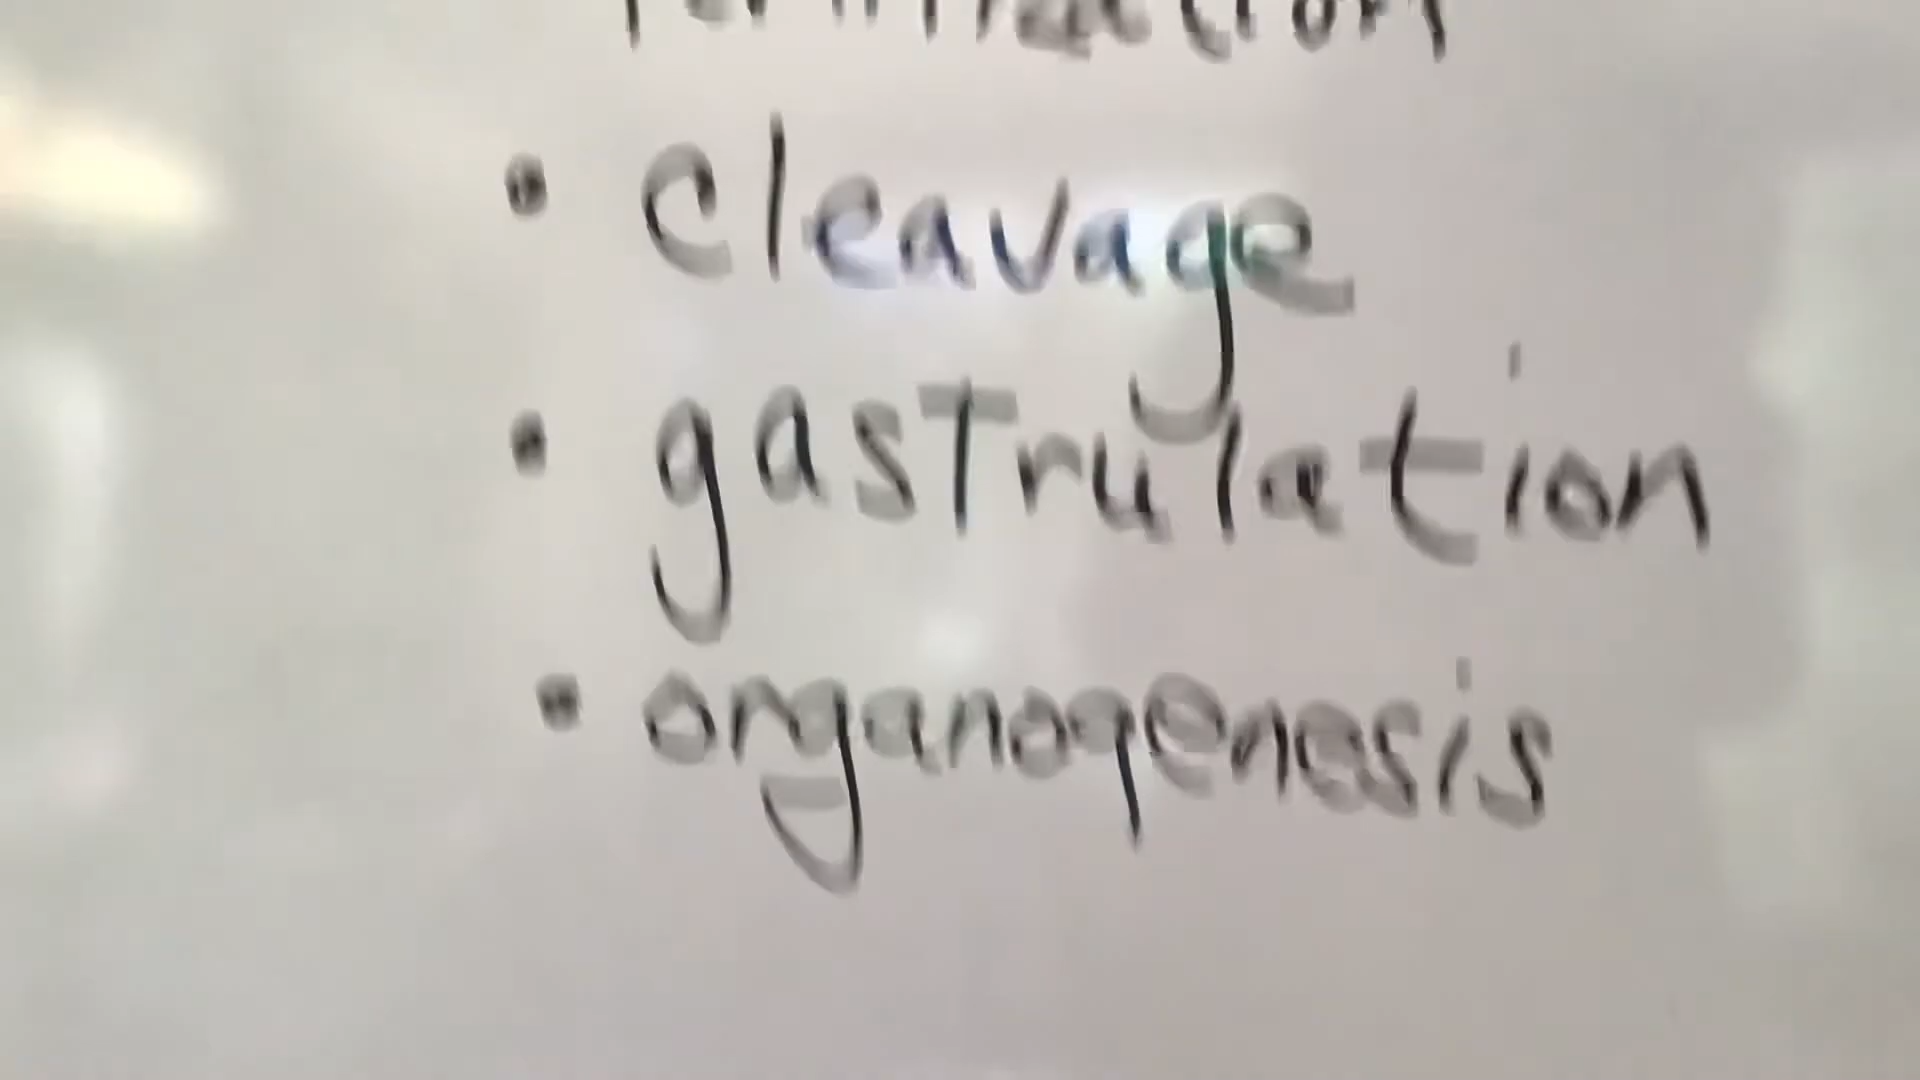 • cleavage
• gastrulation
• organogenesis